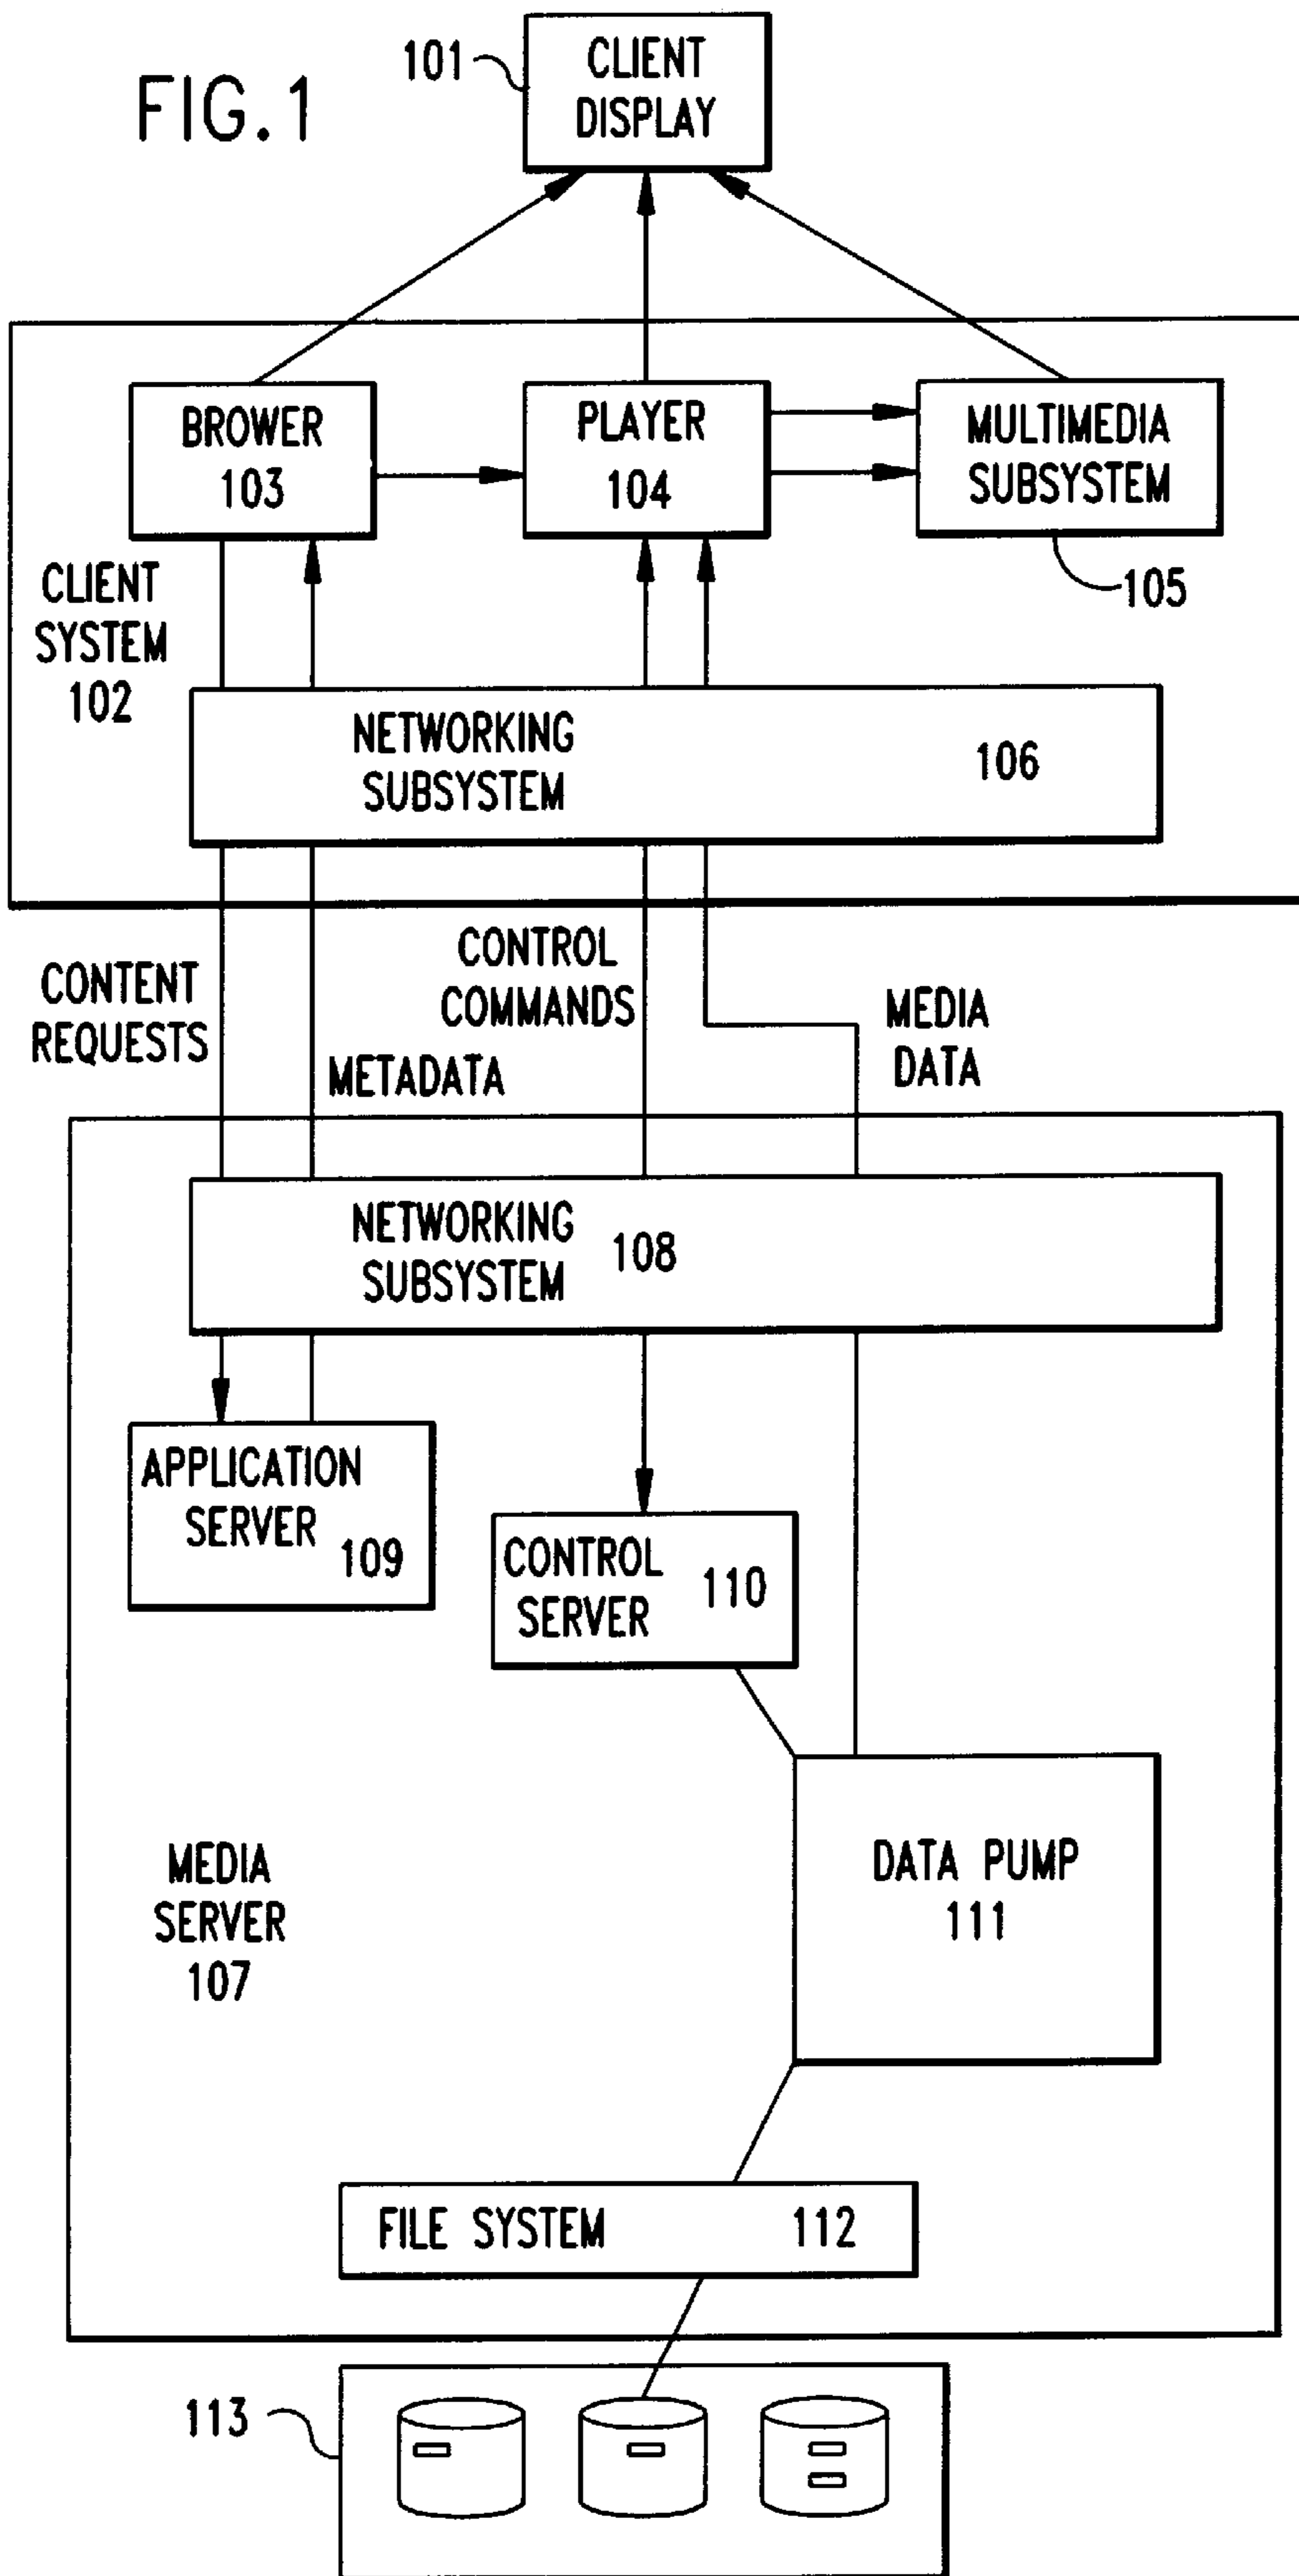 FIG.1
101
CLIENT
DISPLAY
BROWER
103
PLAYER
104
MULTIMEDIA
SUBSYSTEM
105
CLIENT
SYSTEM
102
NETWORKING
SUBSYSTEM
106
CONTENT
REQUESTS
METADATA
CONTROL
COMMANDS
MEDIA
DATA
NETWORKING
SUBSYSTEM
108
APPLICATION
SERVER
109
CONTROL
SERVER
110
DATA PUMP
111
MEDIA
SERVER
107
FILE SYSTEM 112
113